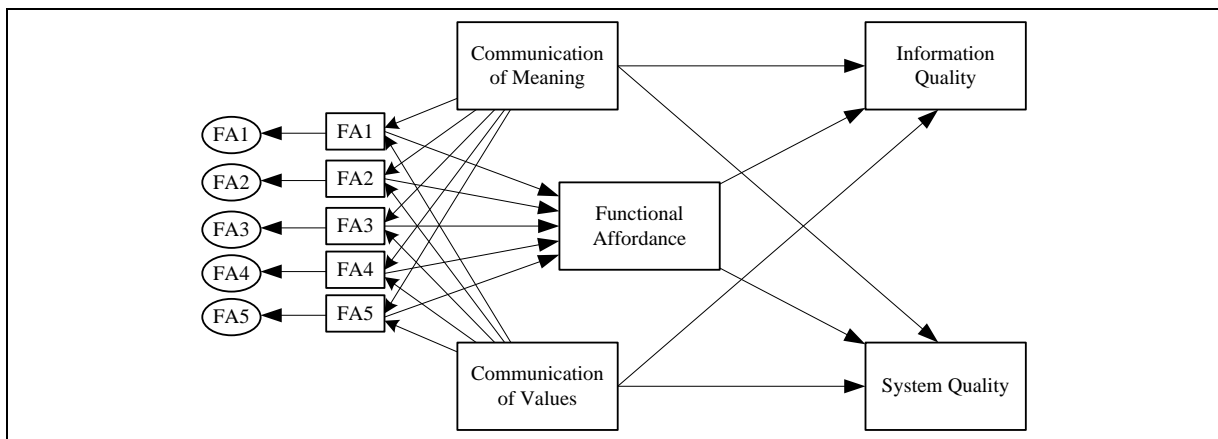 Communication
of Meaning
Information
Quality
FA1
FA1
FA2
FA2
FA3
FA3
FA4
FA4
FA5
FA5
Functional
Affordance
Communication
of Values
System Quality